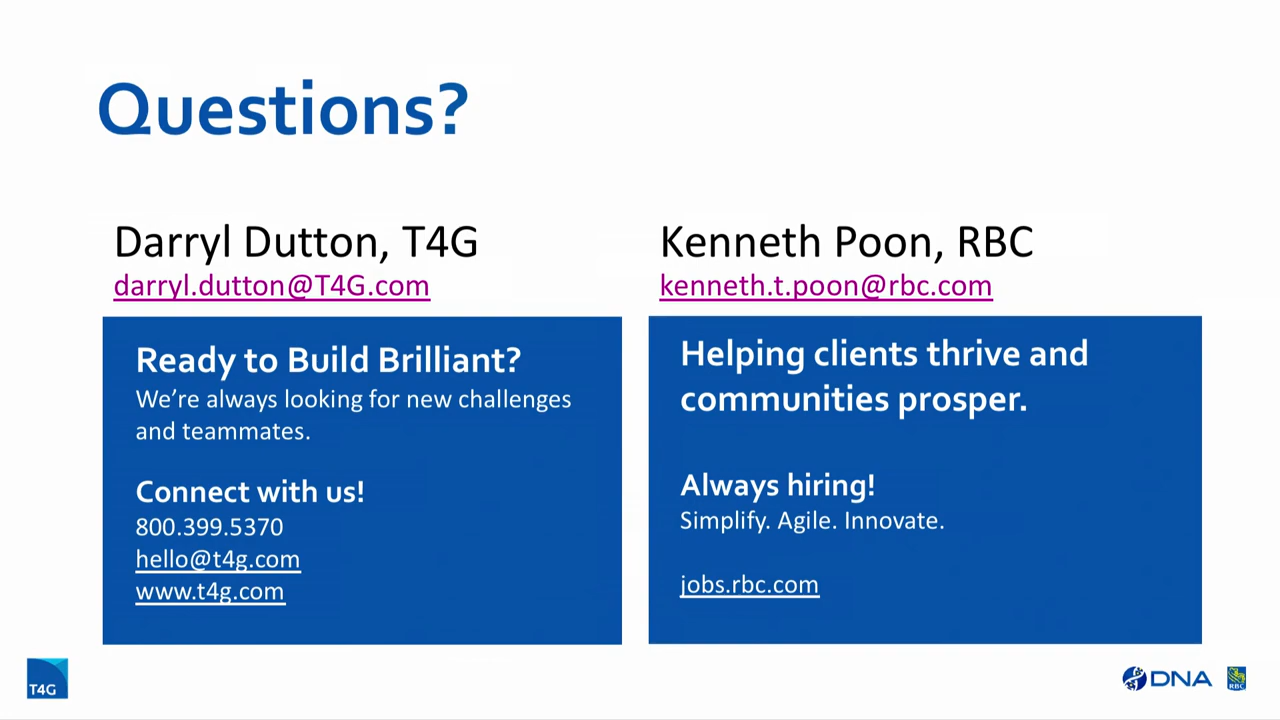 Questions?
Darryl Dutton, T4G
darryl.dutton@T4G.com
Ready to Build Brilliant?
We're always looking for new challenges
and teammates.
Connect with us!
800.399.5370
hello@t4g.com
www.t4g.com
Kenneth Poon, RBC
kenneth.t.poon@rbc.com
Helping clients thrive and
communities prosper.
Always hiring!
Simplify. Agile. Innovate.
jobs.rbc.com
T4G
DNA
RBC